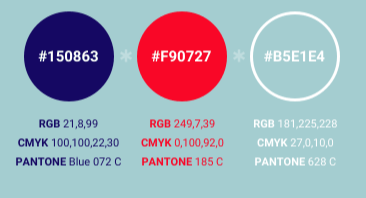 #150863 * #F90727 * #B5E1E4
RGB 21,8,99
CMYK 100,100,22,30
PANTONE Blue 072 C
RGB 249,7,39
CMYK 0,100,92,0
PANTONE 185 C
RGB 181,225,228
CMYK 27,0,10,0
PANTONE 628 C